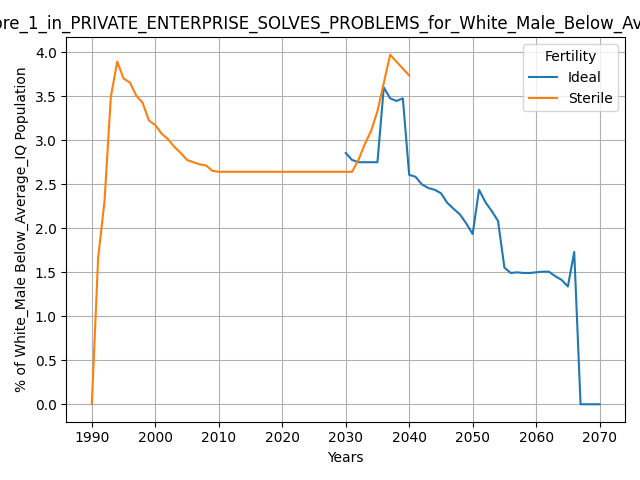 ore_1_in_PRIVATE_ENTERPRISE_SOLVES_PROBLEMS_for_White_Male_Below_Av
4.0
3.5
3.0
2.5
2.0
1.5
1.0
0.5
0.0
% of White_Male Below_Average_IQ Population
Fertility
Ideal
Sterile
1990 2000 2010 2020 2030 2040 2050 2060 2070
Years